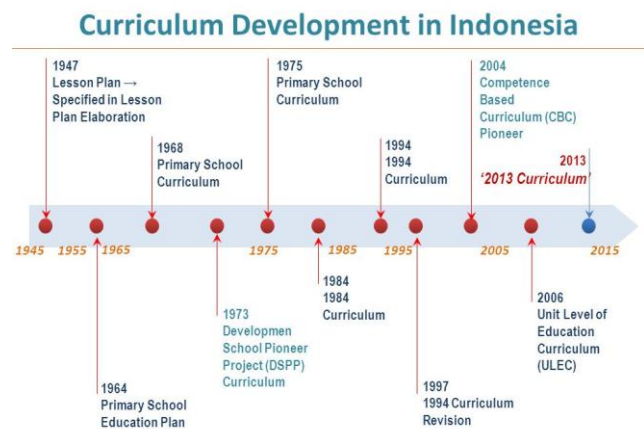 Curriculum Development in Indonesia
1947
Lesson Plan →
Specified in Lesson
Plan Elaboration
1968
Primary School
Curriculum
1975
Primary School
Curriculum
1994
1994
Curriculum
2004
Competence
Based
Curriculum (CBC)
Pioneer
2013
‘2013 Curriculum’
1945 1955 1965 1975 1985 1995 2005 2015
1964
Primary School
Education Plan
1973
Developmen
School Pioneer
Project (DSPP)
Curriculum
1984
1984
Curriculum
1997
1994 Curriculum
Revision
2006
Unit Level of
Education
Curriculum
(ULEC)